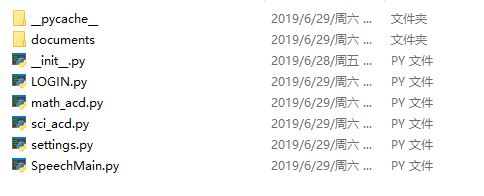 __pycache__ 2019/6/29/周六 ... 文件夹
documents 2019/6/29/周六 ... 文件夹
__init__.py 2019/6/28/周五 ... PY 文件
LOGIN.py 2019/6/29/周六 ... PY 文件
math_acd.py 2019/6/29/周六 ... PY 文件
sci_acd.py 2019/6/29/周六 ... PY 文件
settings.py 2019/6/29/周六 ... PY 文件
SpeechMain.py 2019/6/29/周六 ... PY 文件